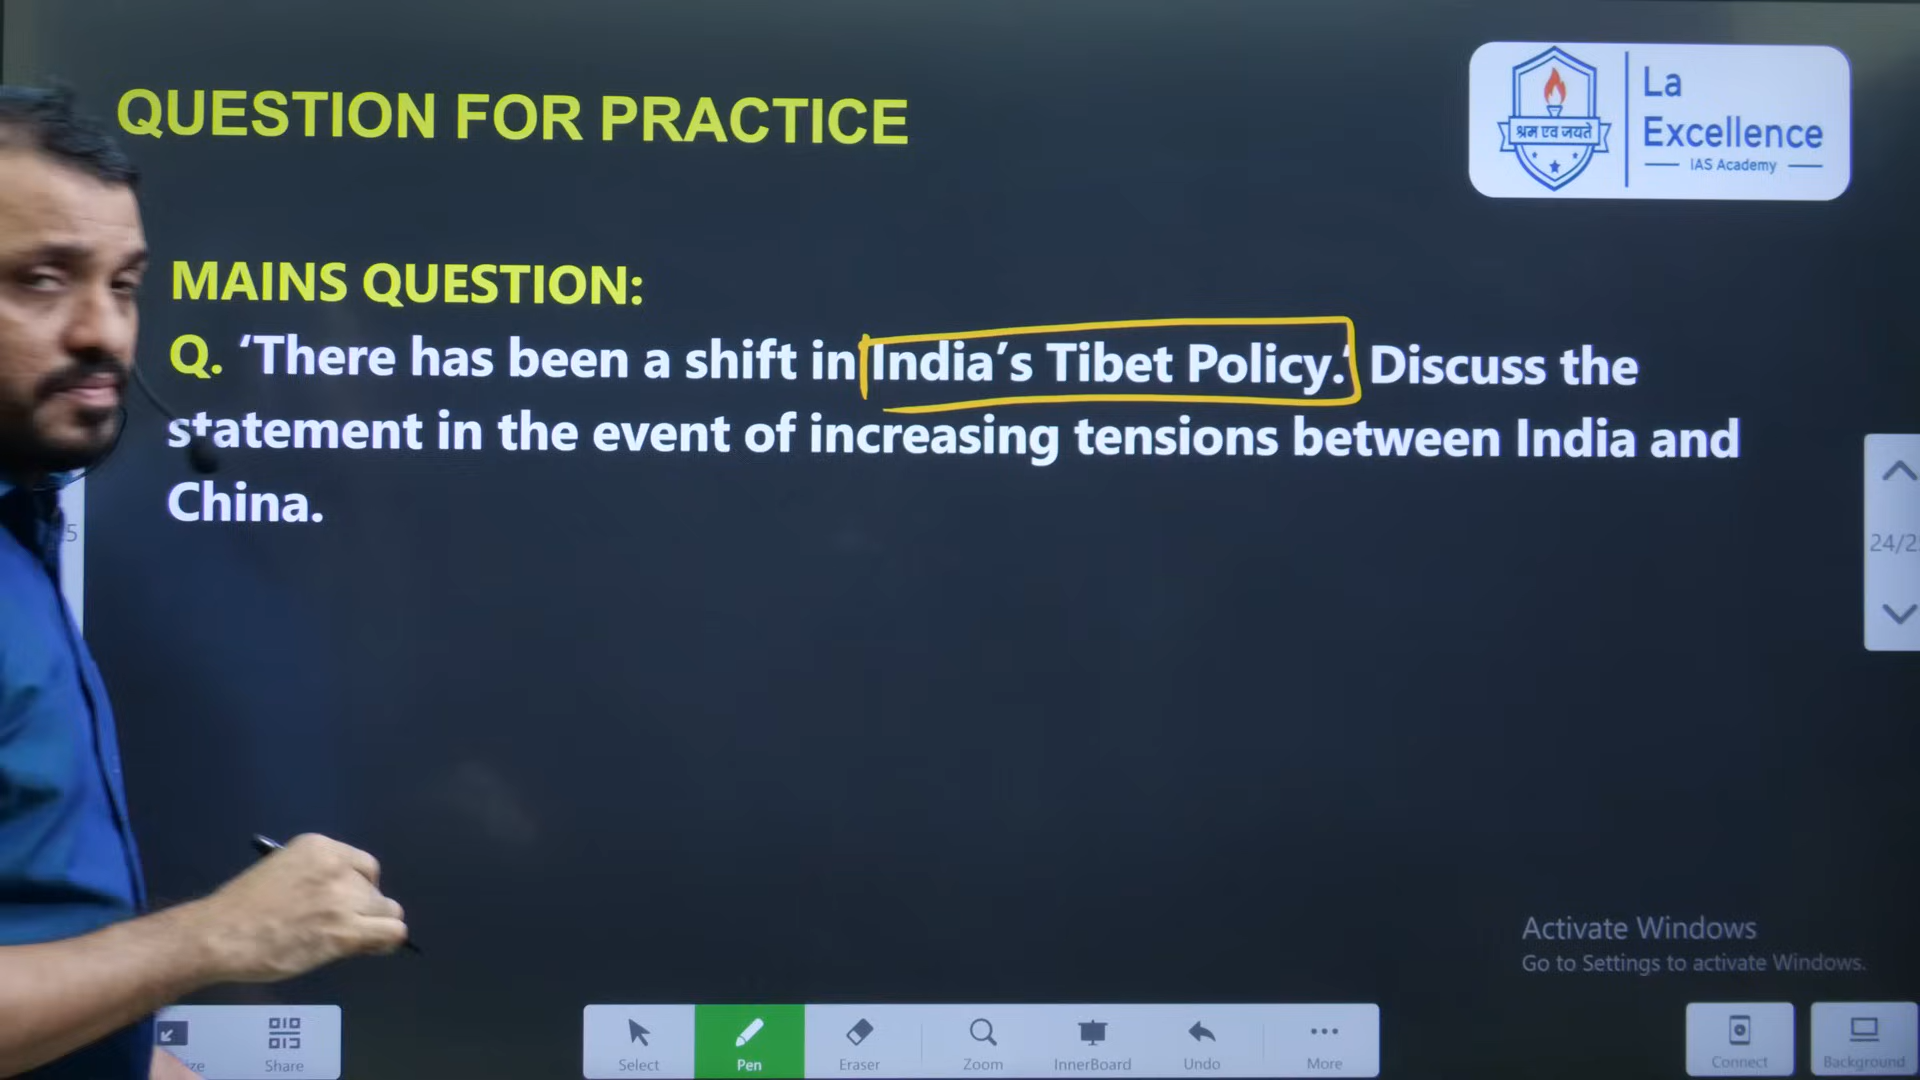 QUESTION FOR PRACTICE
La
Excellence
IAS Academy
श्रम एव जयते
MAINS QUESTION:
Q. ‘There has been a shift in India’s Tibet Policy.‘ Discuss the
statement in the event of increasing tensions between India and
China.
5
24/2
Activate Windows
Go to Settings to activate Windows.
Share
Select
Pen
Eraser
Zoom
InnerBoard
Undo
More
Connect
Background